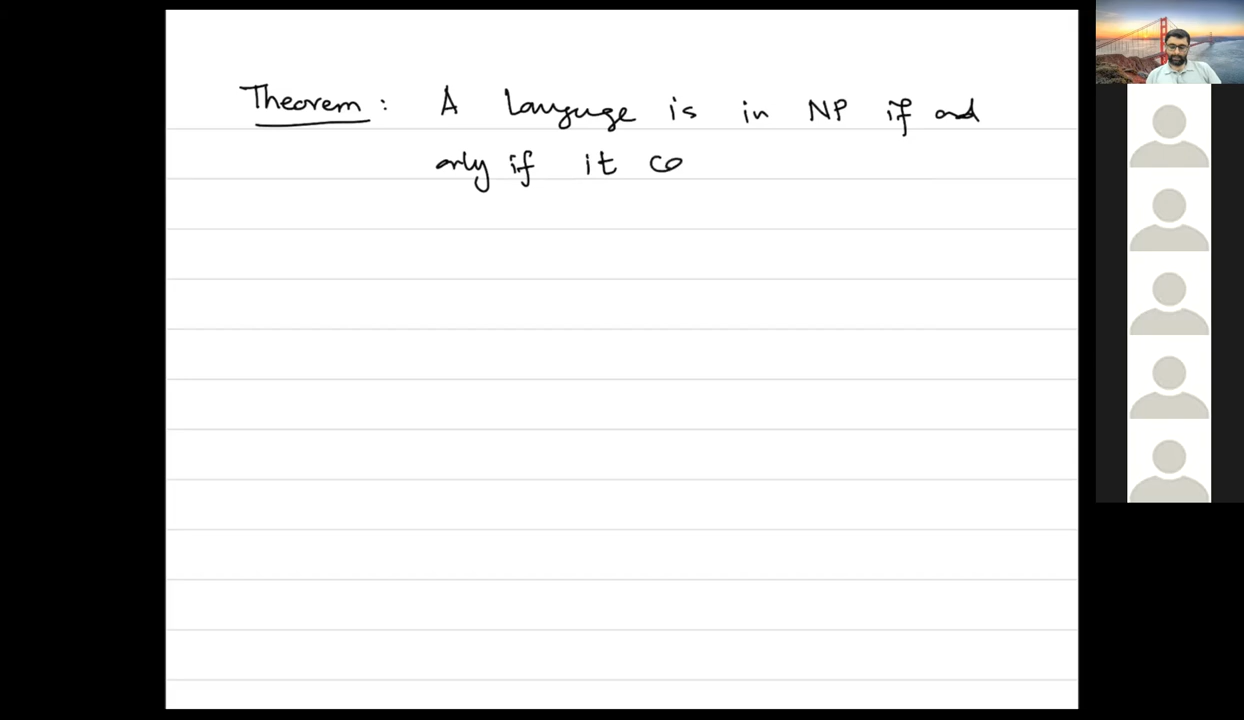 Theorem : A language is in NP if and
only if it co